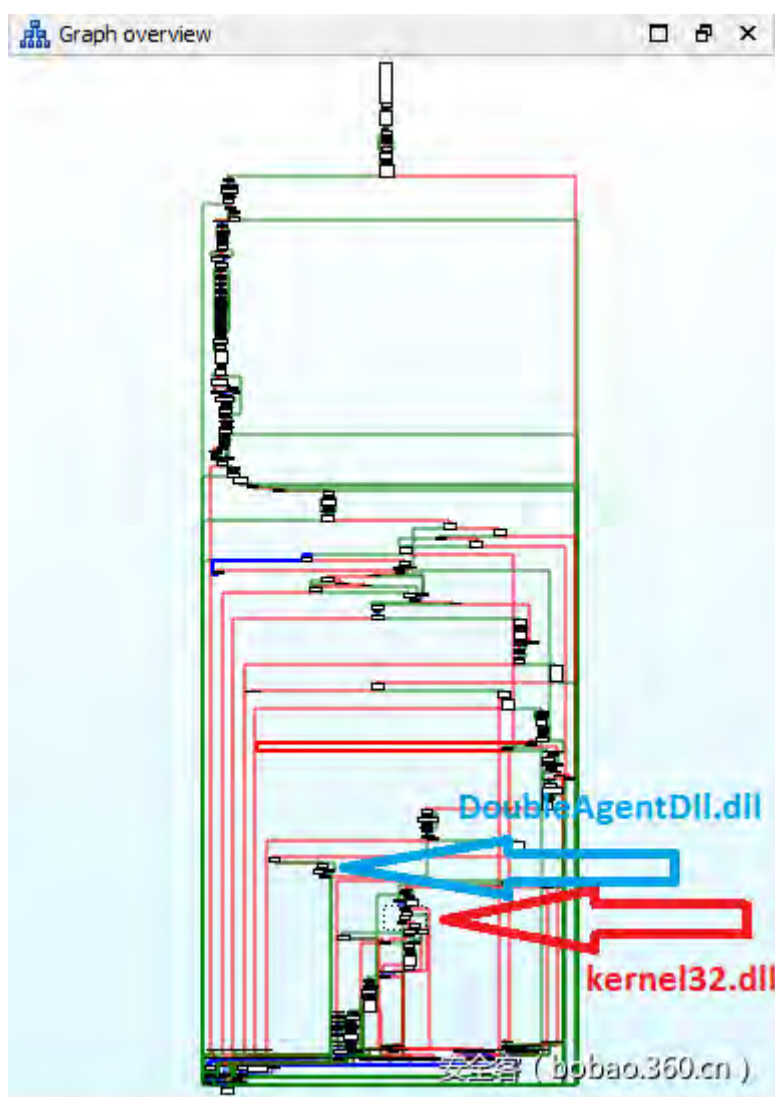 Graph overview
DoubleAgentDll.dll
kernel32.dll
安全客 ( bobao.360.cn )